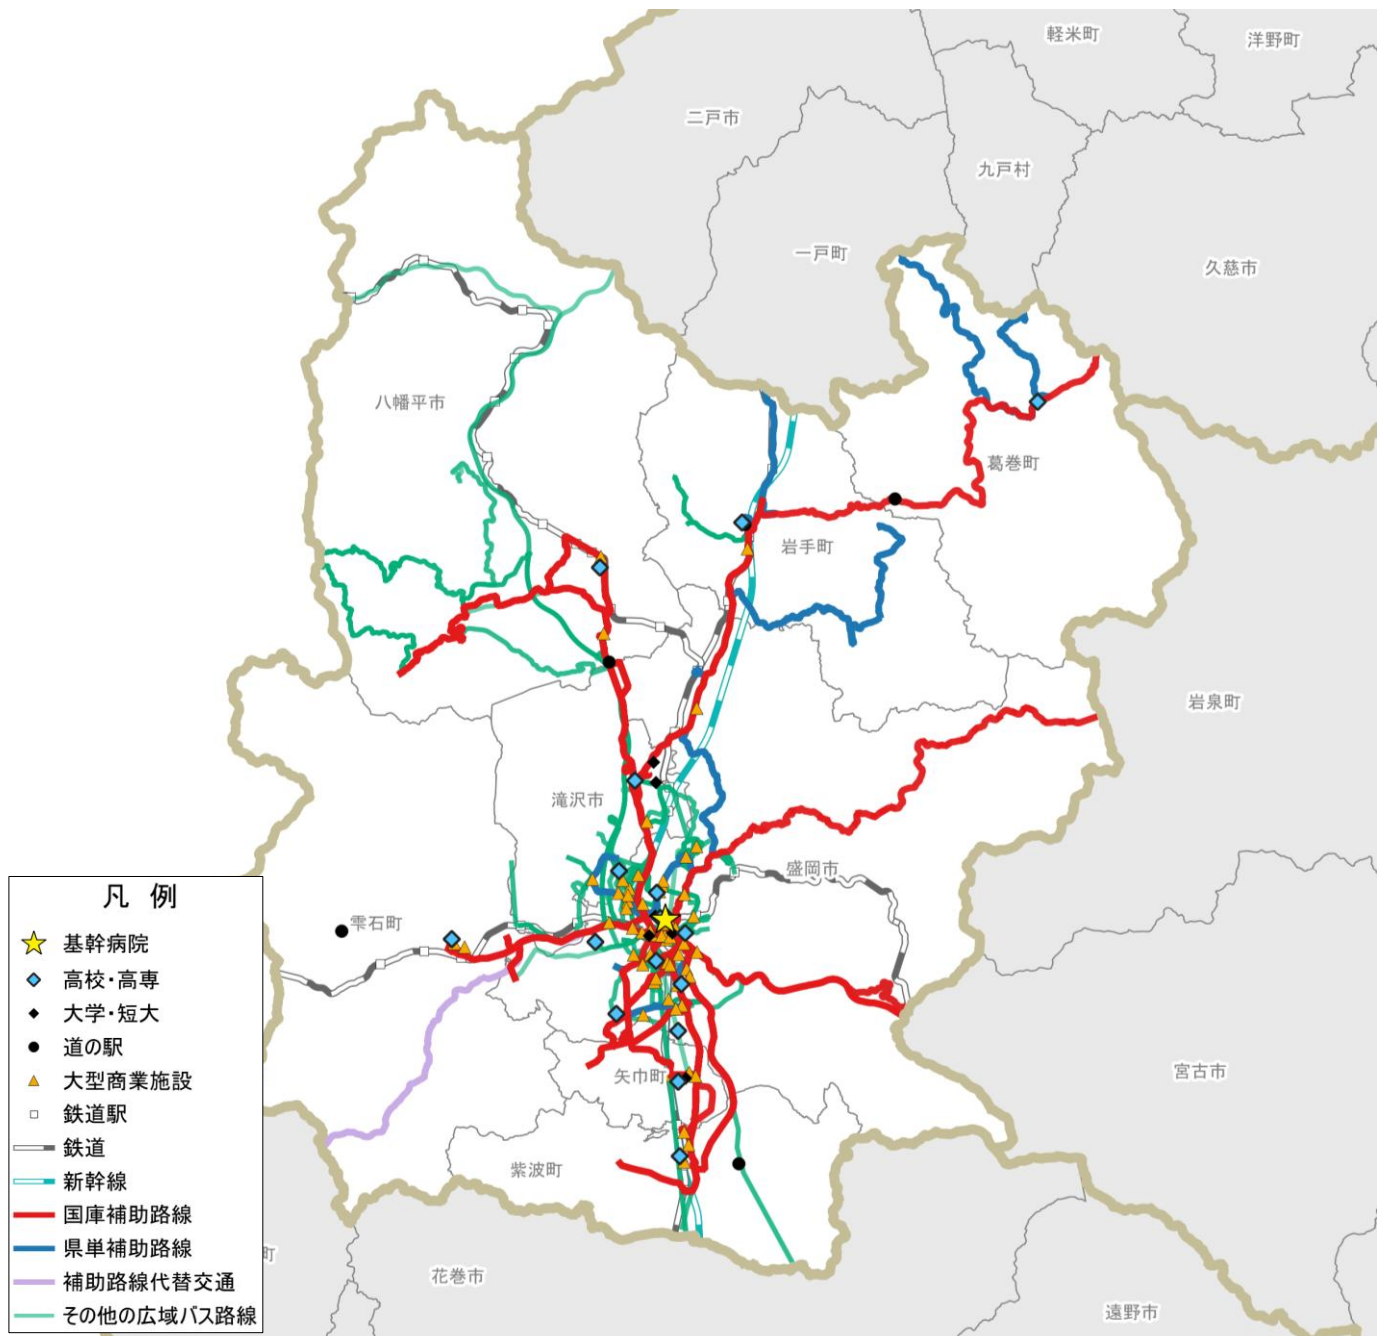 軽米町
洋野町
二戸市
九戸村
一戸町
久慈市
八幡平市
葛巻町
岩手町
岩泉町
滝沢市
盛岡市
雫石町
矢巾町
宮古市
紫波町
花巻市
遠野市
町
凡 例
基幹病院
高校・高専
大学・短大
道の駅
大型商業施設
鉄道駅
鉄道
新幹線
国庫補助路線
県単補助路線
補助路線代替交通
その他の広域バス路線